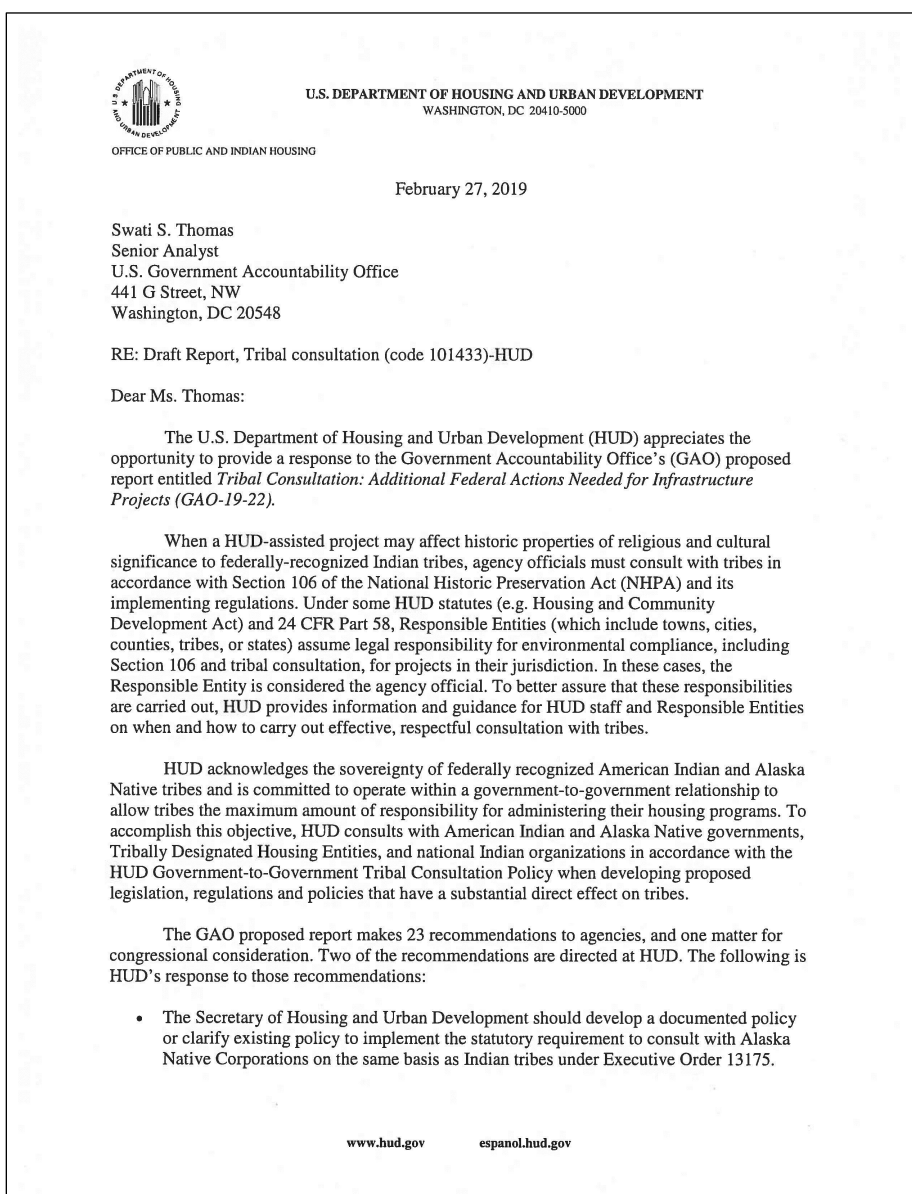 U.S. DEPARTMENT OF HOUSING AND URBAN DEVELOPMENT
U.S. DEPARTMENT OF HOUSING AND URBAN DEVELOPMENT
WASHINGTON, DC 20410-5000
OFFICE OF PUBLIC AND INDIAN HOUSING
February 27, 2019
Swati S. Thomas
Senior Analyst
U.S. Government Accountability Office
441 G Street, NW
Washington, DC 20548
RE: Draft Report, Tribal consultation (code 101433)-HUD
Dear Ms. Thomas:
The U.S. Department of Housing and Urban Development (HUD) appreciates the
opportunity to provide a response to the Government Accountability Office's (GAO) proposed
report entitled Tribal Consultation: Additional Federal Actions Needed for Infrastructure
Projects (GAO-19-22).
When a HUD-assisted project may affect historic properties of religious and cultural
significance to federally-recognized Indian tribes, agency officials must consult with tribes in
accordance with Section 106 of the National Historic Preservation Act (NHPA) and its
implementing regulations. Under some HUD statutes (e.g. Housing and Community
Development Act) and 24 CFR Part 58, Responsible Entities (which include towns, cities,
counties, tribes, or states) assume legal responsibility for environmental compliance, including
Section 106 and tribal consultation, for projects in their jurisdiction. In these cases, the
Responsible Entity is considered the agency official. To better assure that these responsibilities
are carried out, HUD provides information and guidance for HUD staff and Responsible Entities
on when and how to carry out effective, respectful consultation with tribes.
HUD acknowledges the sovereignty of federally recognized American Indian and Alaska
Native tribes and is committed to operate within a government-to-government relationship to
allow tribes the maximum amount of responsibility for administering their housing programs. To
accomplish this objective, HUD consults with American Indian and Alaska Native governments,
Tribally Designated Housing Entities, and national Indian organizations in accordance with the
HUD Government-to-Government Tribal Consultation Policy when developing proposed
legislation, regulations and policies that have a substantial direct effect on tribes.
The GAO proposed report makes 23 recommendations to agencies, and one matter for
congressional consideration. Two of the recommendations are directed at HUD. The following is
HUD's response to those recommendations:
• The Secretary of Housing and Urban Development should develop a documented policy
or clarify existing policy to implement the statutory requirement to consult with Alaska
Native Corporations on the same basis as Indian tribes under Executive Order 13175.
www.hud.gov espanol.hud.gov